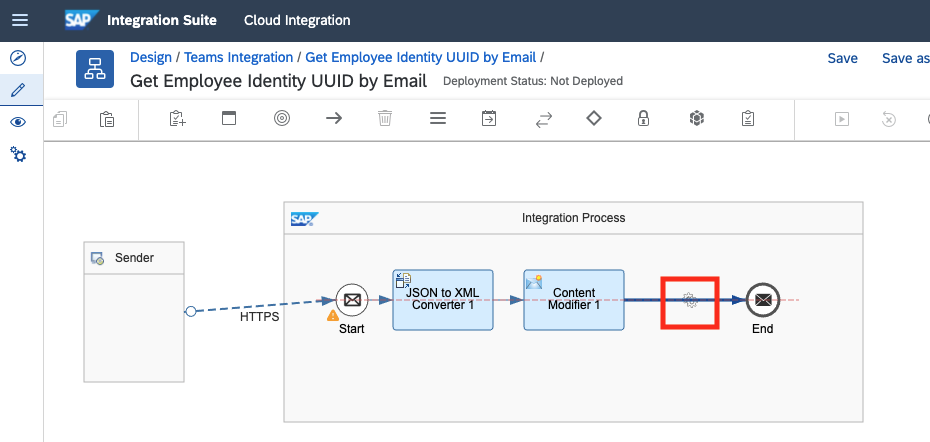 SAP Integration Suite Cloud Integration
Design / Teams Integration / Get Employee Identity UUID by Email /
Save Save as
Get Employee Identity UUID by Email Deployment Status: Not Deployed
SAP Integration Process
Sender
JSON to XML
Converter 1
Content
Modifier 1
HTTPS
Start
End